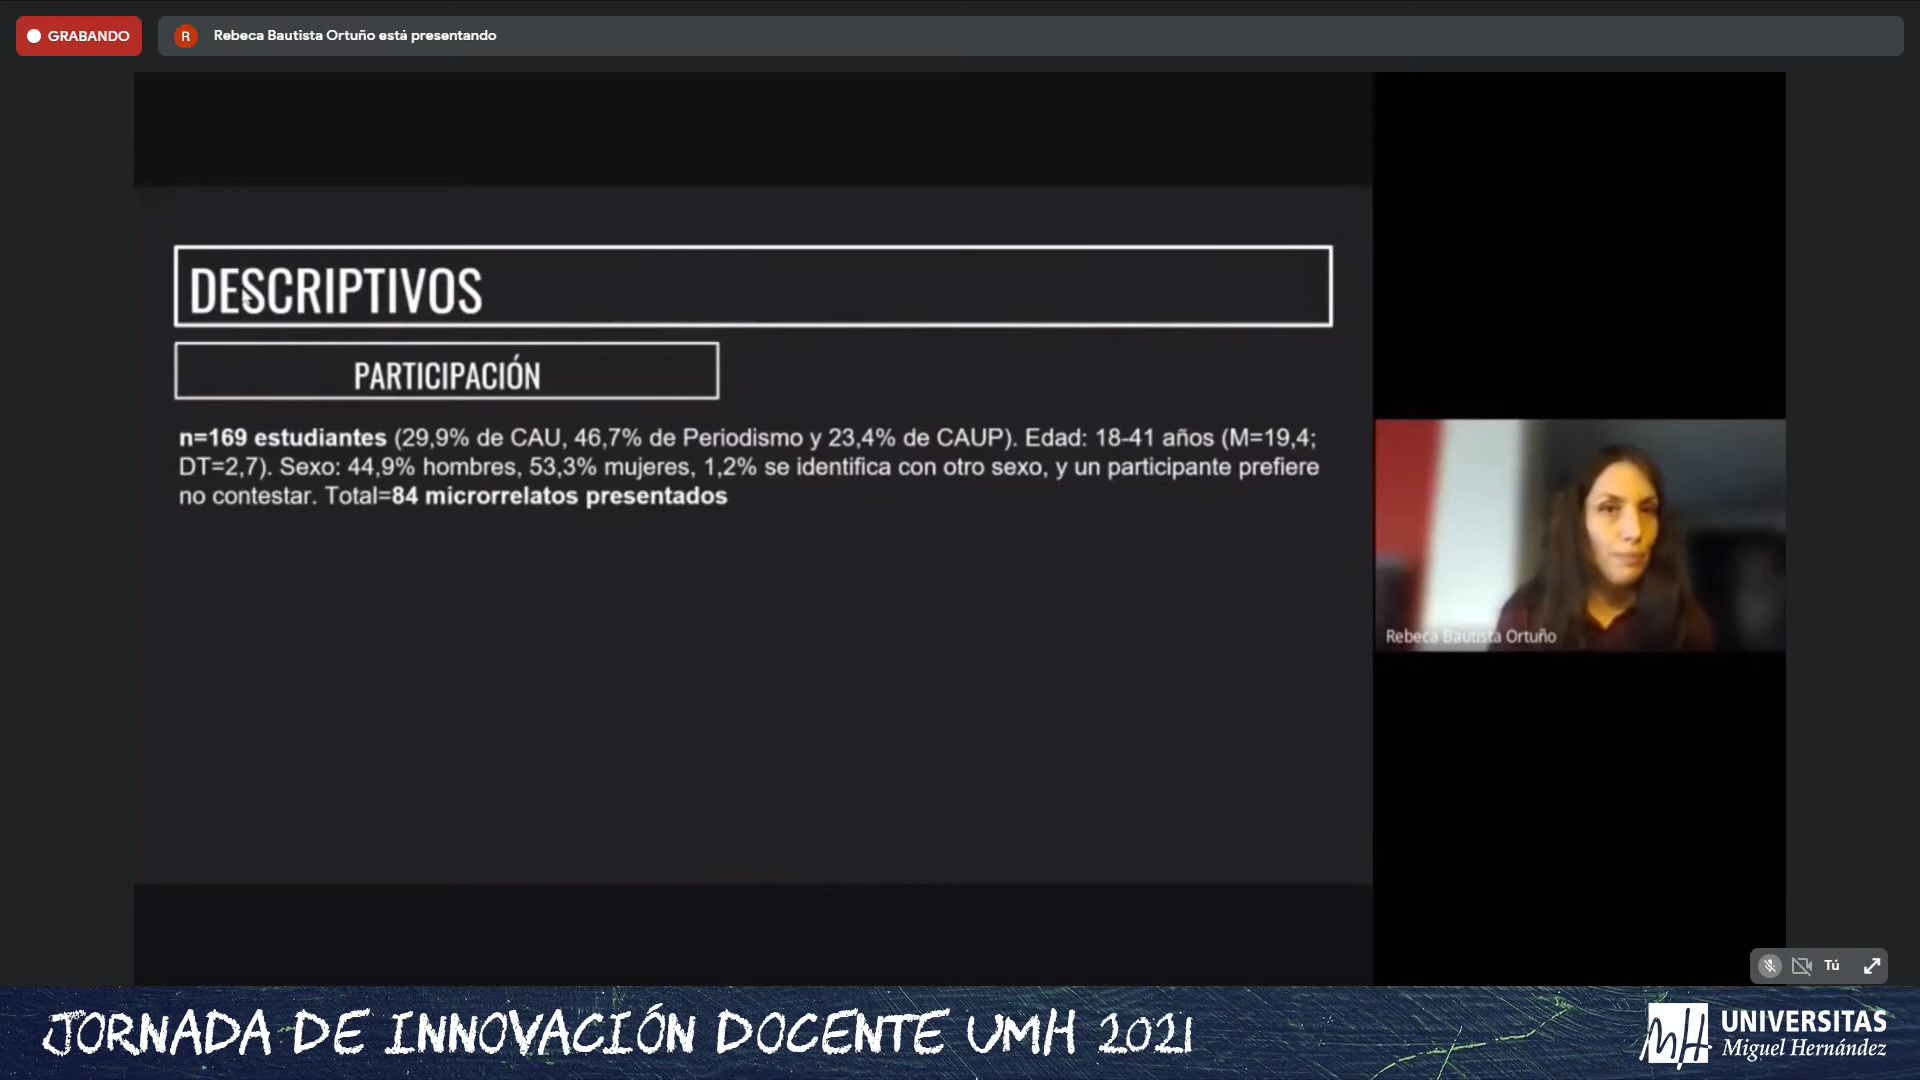 GRABANDO
R
Rebeca Bautista Ortuño está presentando
DESCRIPTIVOS
PARTICIPACIÓN
n=169 estudiantes (29,9% de CAU, 46,7% de Periodismo y 23,4% de CAUP). Edad: 18-41 años (M=19,4;
DT=2,7). Sexo: 44,9% hombres, 53,3% mujeres, 1,2% se identifica con otro sexo, y un participante prefiere
no contestar. Total=84 microrrelatos presentados
Rebeca Bautista Ortuño
Tú
JORNADA DE INNOVACIÓN DOCENTE UMH 2021
UNIVERSITAS
Miguel Hernández